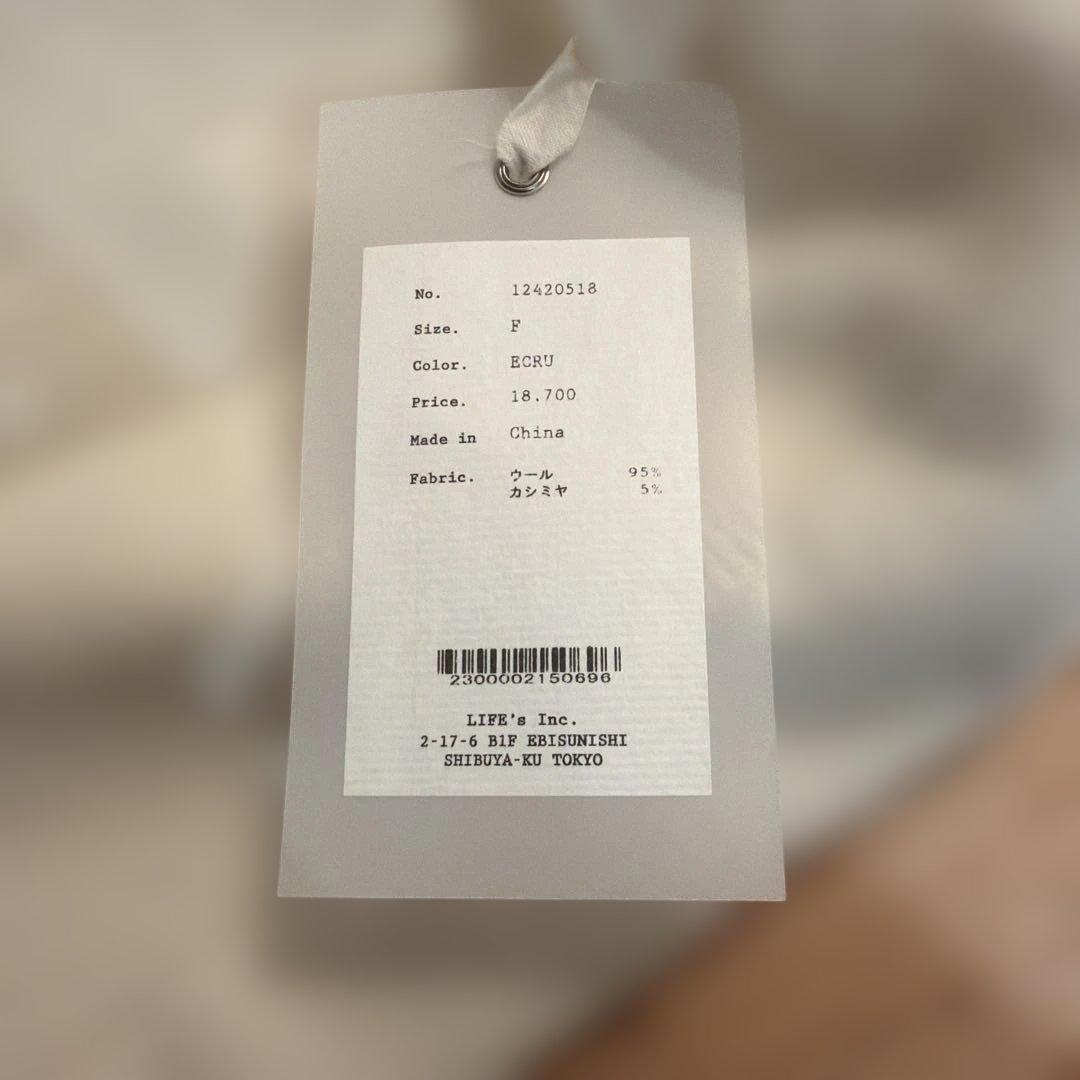 No. 12420518
Size. F
Color. ECRU
Price. 18.700
Made in China
Fabric. ウール 95%
カシミヤ 5%
2300002150696
LIFE's Inc.
2-17-6 B1F EBISUNISHI
SHIBUYA-KU TOKYO